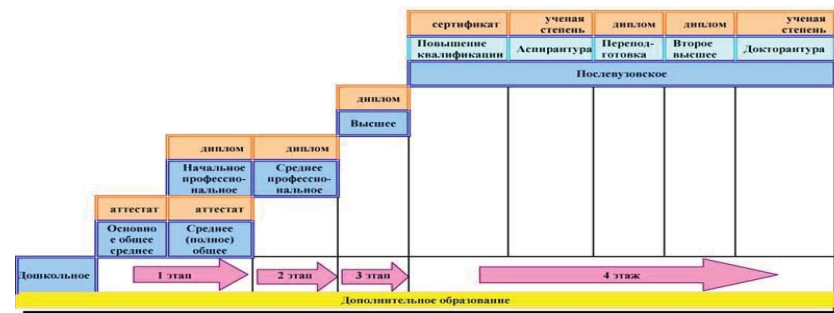 сертификат
ученая
степень
диплом
диплом
ученая
степень
Повышение
квалификации
Аспирантура
Перепод-
готовка
Второе
высшее
Докторантура
Послевузовское
диплом
Высшее
диплом
диплом
Начальное
профессио-
нальное
Среднее
профессио-
нальное
аттестат
аттестат
Основно
е общее
среднее
Среднее
(полное)
общее
Дошкольное
1 этап
2 этап
3 этап
4 этаж
Дополнительное образование